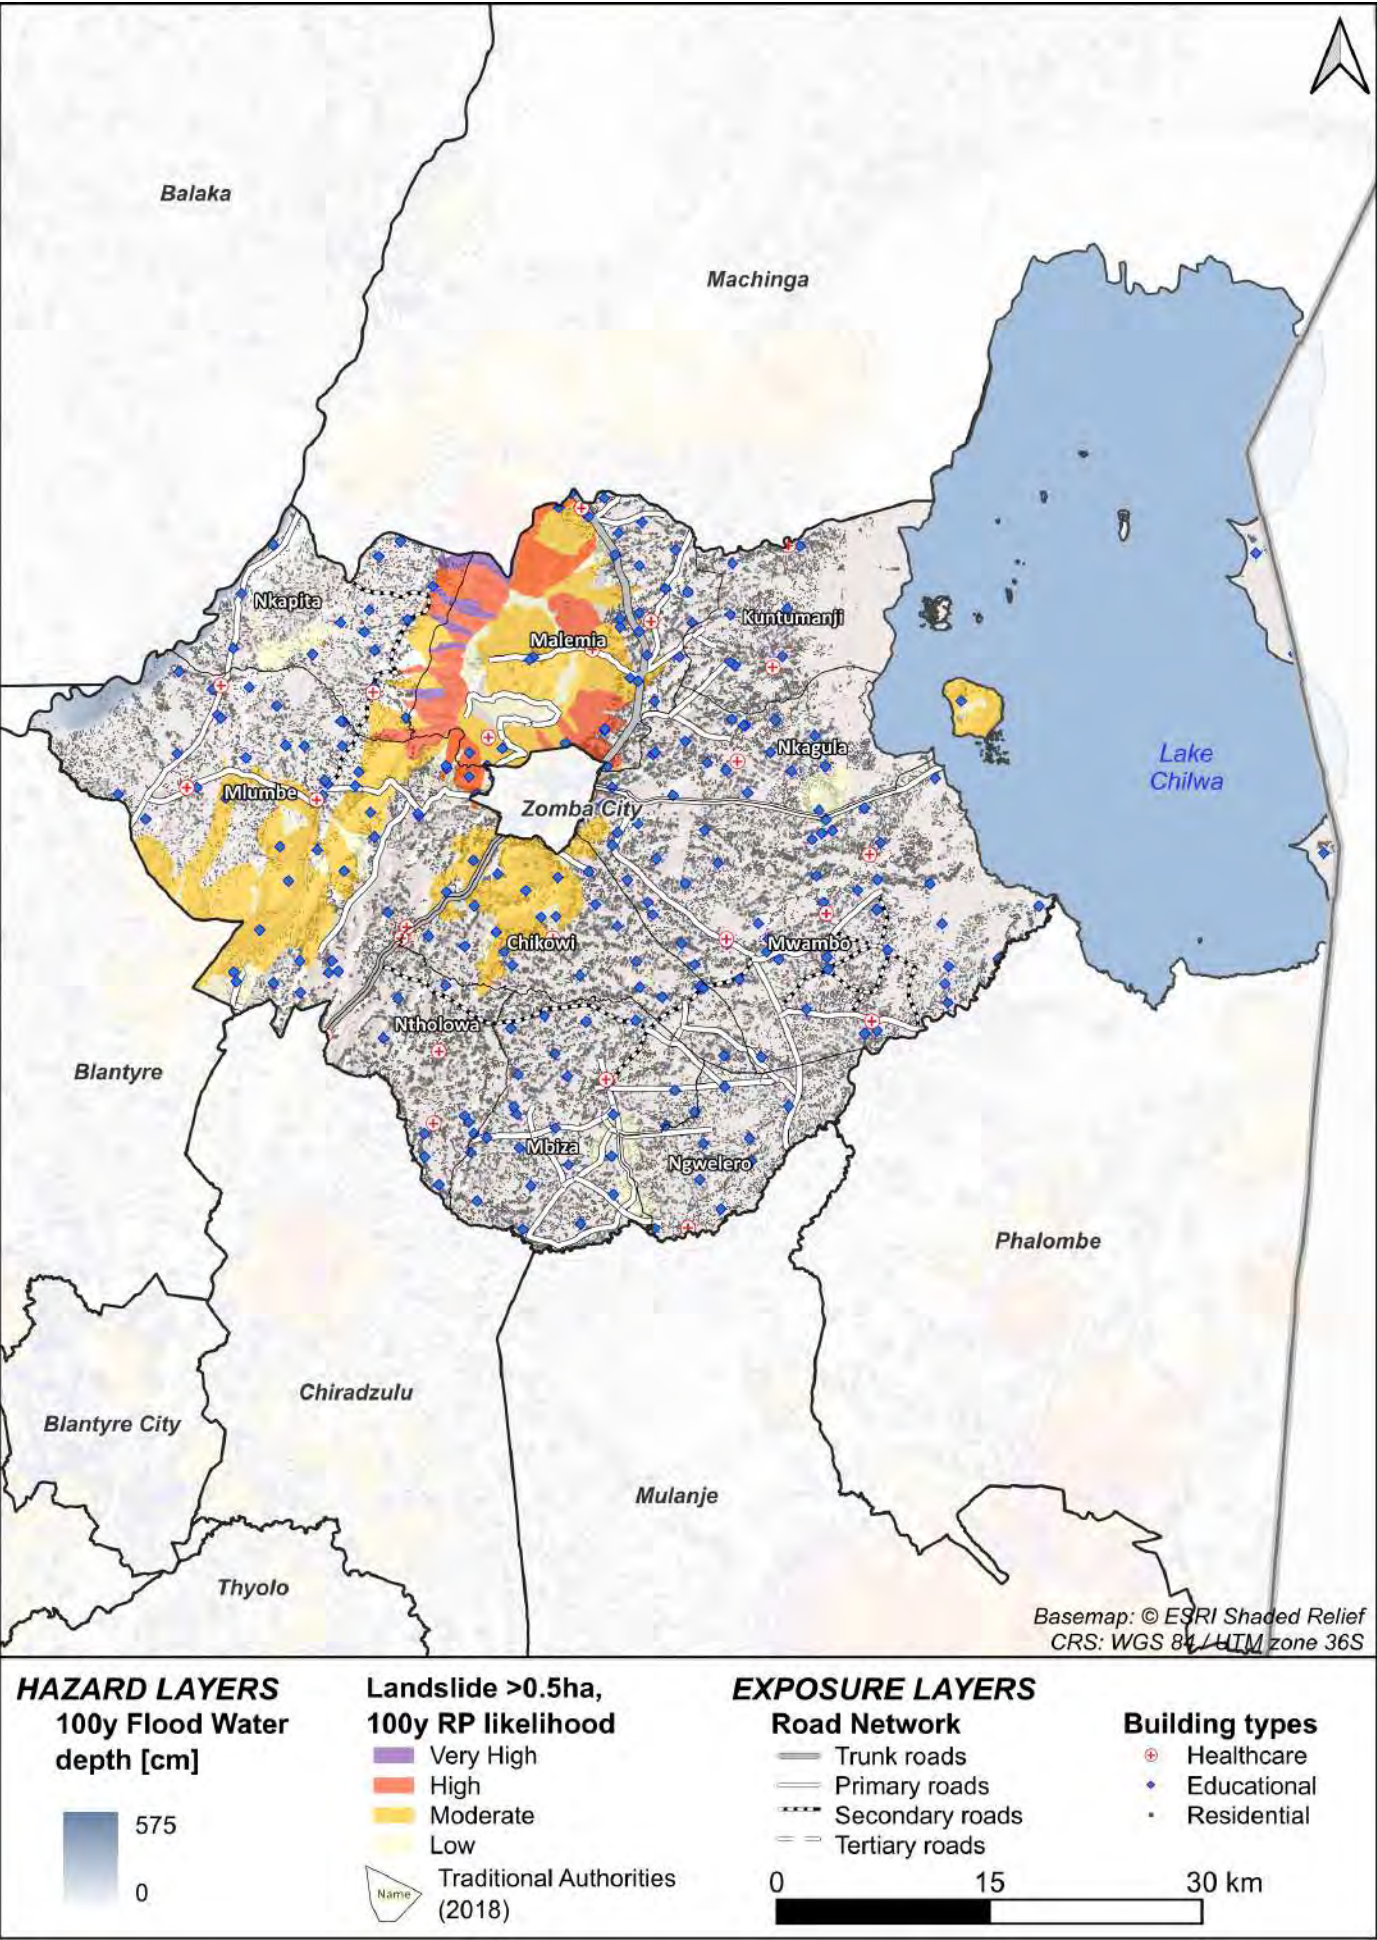 Balaka
Machinga
Nkapita
Kuntumanji
Malemia
Nkagula
Lake
Chilwa
Mlumbe
Zomba City
Chikowi
Mwambo
Ntholowa
Blantyre
Mbiza
Ngwelero
Phalombe
Chiradzulu
Blantyre City
Mulanje
Thyolo
Basemap: © ESRI Shaded Relief
CRS: WGS 84 / UTM zone 36S
HAZARD LAYERS
100y Flood Water
depth [cm]
575
0
Landslide >0.5ha,
100y RP likelihood
Very High
High
Moderate
Low
Name
Traditional Authorities
(2018)
EXPOSURE LAYERS
Road Network
Trunk roads
Primary roads
Secondary roads
Tertiary roads
Building types
Healthcare
Educational
Residential
0 15 30 km